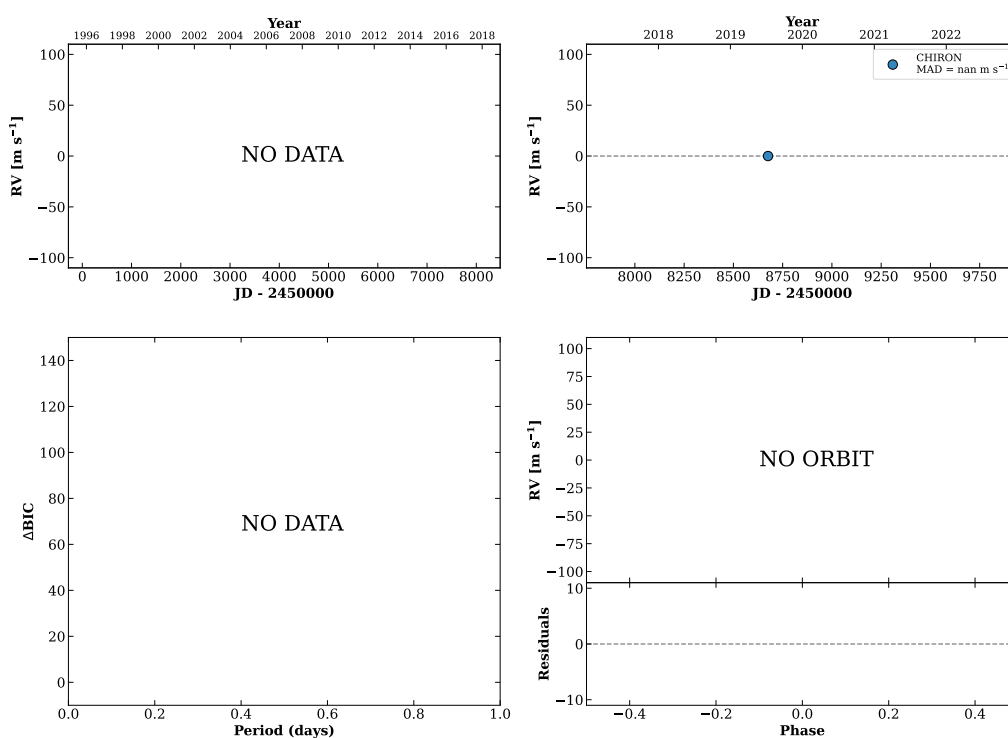 Year
1996 1998 2000 2002 2004 2006 2008 2010 2012 2014 2016 2018
100
50
0
−50
−100
RV [m s⁻¹]
NO DATA
0 1000 2000 3000 4000 5000 6000 7000 8000
JD - 2450000
Year
2018 2019 2020 2021 2022
100
50
0
−50
−100
RV [m s⁻¹]
CHIRON
MAD = nan m s⁻¹
8000 8250 8500 8750 9000 9250 9500 9750
JD - 2450000
140
120
100
80
60
40
20
0
ΔBIC
NO DATA
0.0 0.2 0.4 0.6 0.8 1.0
Period (days)
100
75
50
25
0
−25
−50
−75
−100
RV [m s⁻¹]
NO ORBIT
10
0
−10
Residuals
−0.4 −0.2 0.0 0.2 0.4
Phase